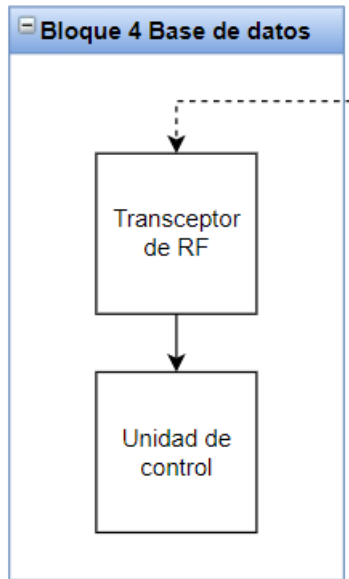 Bloque 4 Base de datos
Transceptor
de RF
Unidad de
control